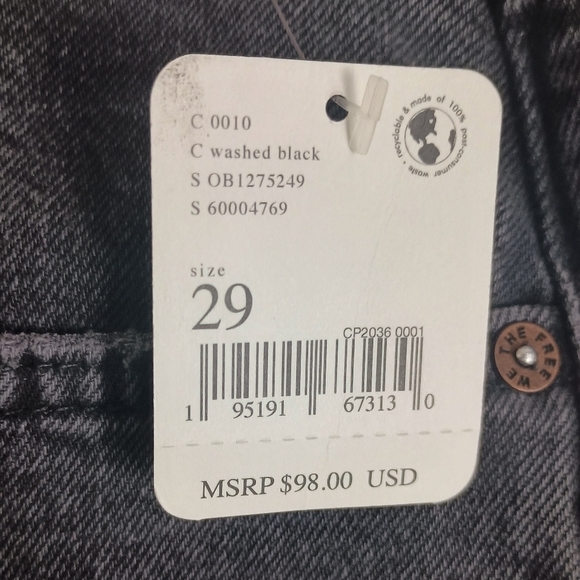 C 0010
C washed black
S OB1275249
S 60004769
recyclable & made of 100% post-consumer waste •
size
29
CP2036 0001
1 95191 67313 0
MSRP $98.00 USD
WE THE FREE